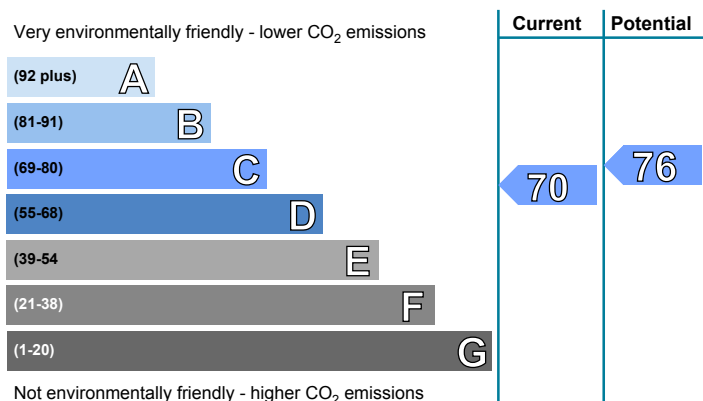 Very environmentally friendly - lower CO₂ emissions
Current
Potential
(92 plus) A
(81-91) B
(69-80) C
(55-68) D
(39-54 E
(21-38) F
(1-20) G
70
76
Not environmentally friendly - higher CO₂ emissions